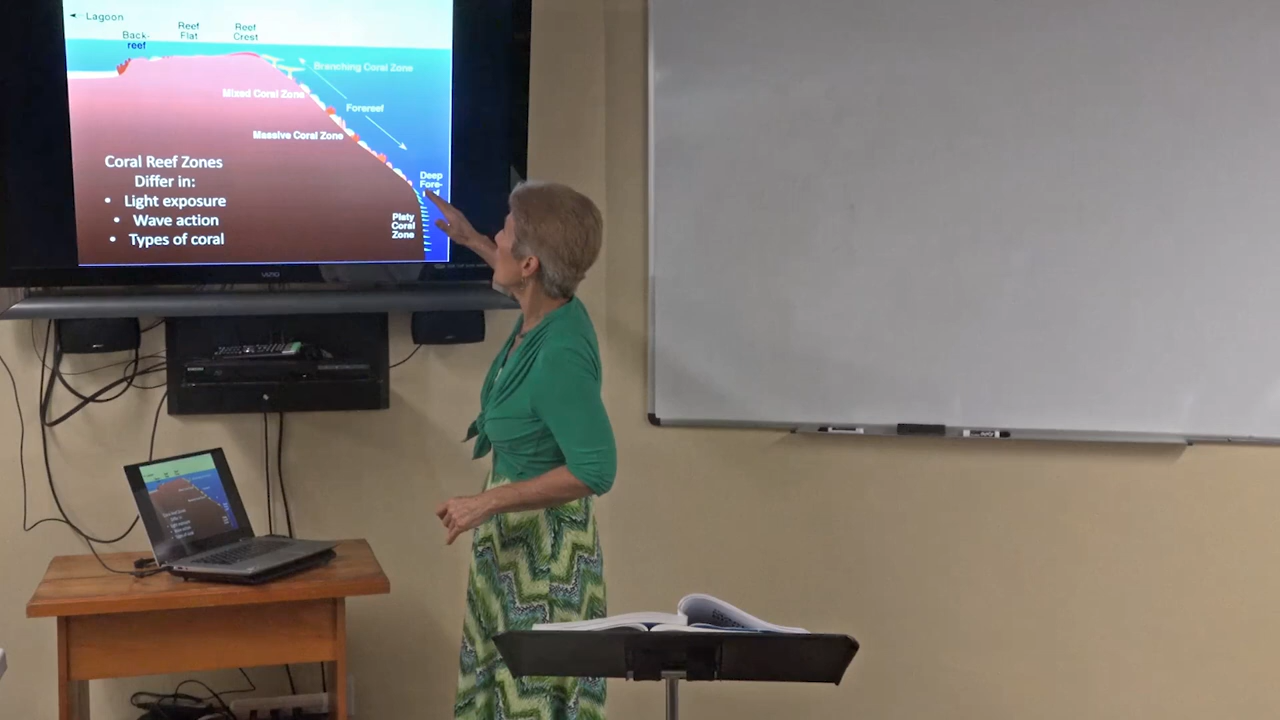 Lagoon
Back-
reef
Reef
Flat
Reef
Crest
Branching Coral Zone
Mixed Coral Zone
Forereef
Massive Coral Zone
Deep
Fore-
Platy
Coral
Zone
Coral Reef Zones
Differ in:
• Light exposure
• Wave action
• Types of coral
VIZIO